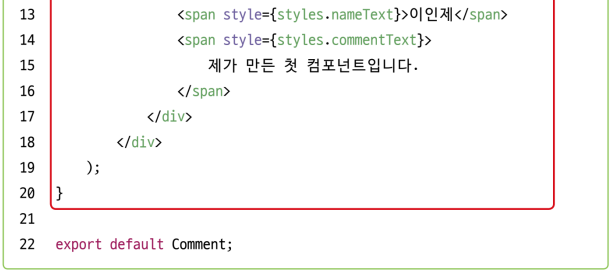 13                 <span style={styles.nameText}>이인제</span>
14                 <span style={styles.commentText}>
15                     제가 만든 첫 컴포넌트입니다.
16                 </span>
17             </div>
18         </div>
19     );
20 }
21
22 export default Comment;